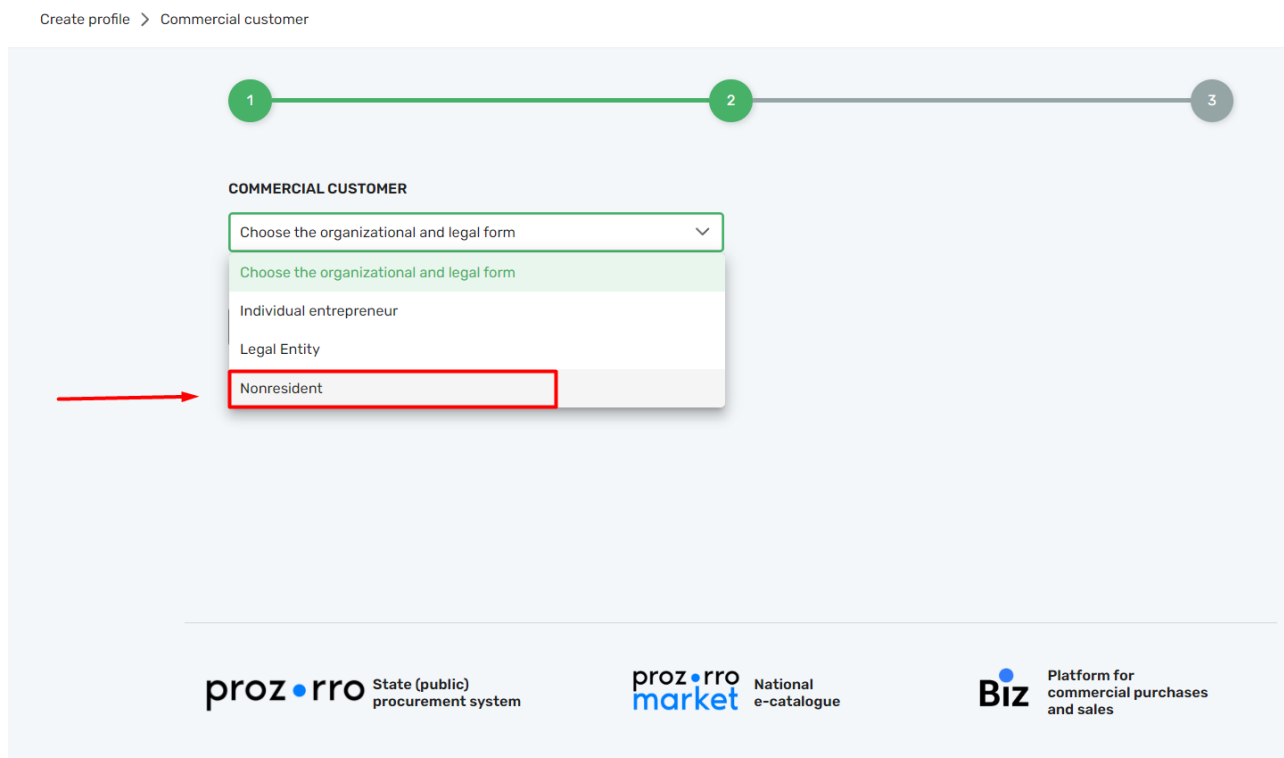 Create profile > Commercial customer
1 2 3
COMMERCIAL CUSTOMER
Choose the organizational and legal form
Choose the organizational and legal form
Individual entrepreneur
Legal Entity
Nonresident
prozorro
State (public)
procurement system
prozorro
market
National
e-catalogue
Biz
Platform for
commercial purchases
and sales